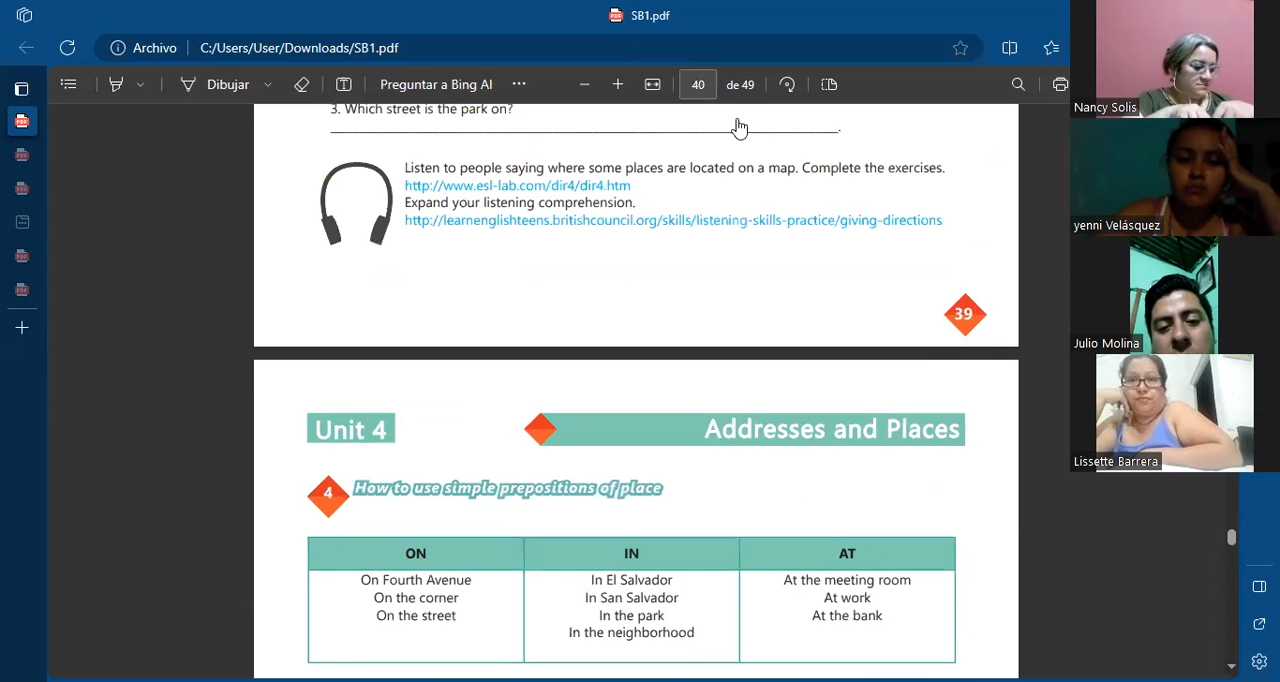 SB1.pdf
Archivo C:/Users/User/Downloads/SB1.pdf
Dibujar Preguntar a Bing AI 40 de 49
3. Which street is the park on?
Listen to people saying where some places are located on a map. Complete the exercises.
http://www.esl-lab.com/dir4/dir4.htm
Expand your listening comprehension.
http://learnenglishteens.britishcouncil.org/skills/listening-skills-practice/giving-directions
39
Unit 4 Addresses and Places
4 How to use simple prepositions of place
ON IN AT
On Fourth Avenue In El Salvador At the meeting room
On the corner In San Salvador At work
On the street In the park At the bank
In the neighborhood
Nancy Solis
yenni Velásquez
Julio Molina
Lissette Barrera